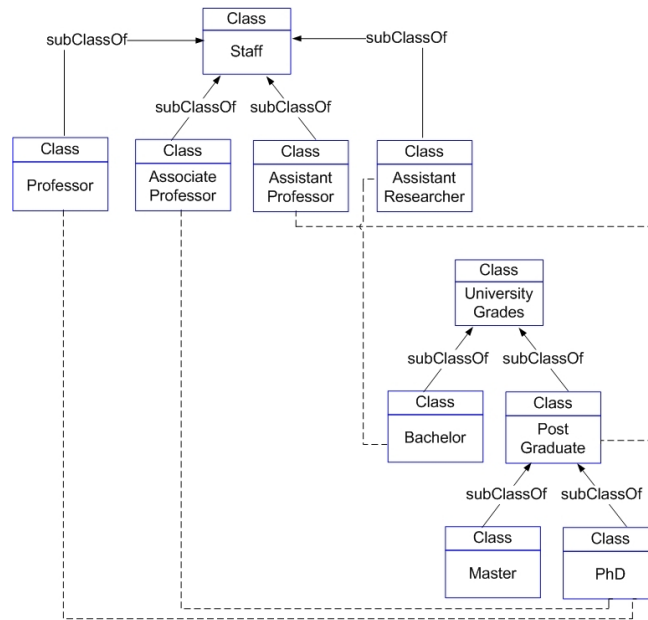 Class
Staff
subClassOf
subClassOf
subClassOf
subClassOf
Class
Professor
Class
Associate
Professor
Class
Assistant
Professor
Class
Assistant
Researcher
Class
University
Grades
subClassOf
subClassOf
Class
Bachelor
Class
Post
Graduate
subClassOf
subClassOf
Class
Master
Class
PhD